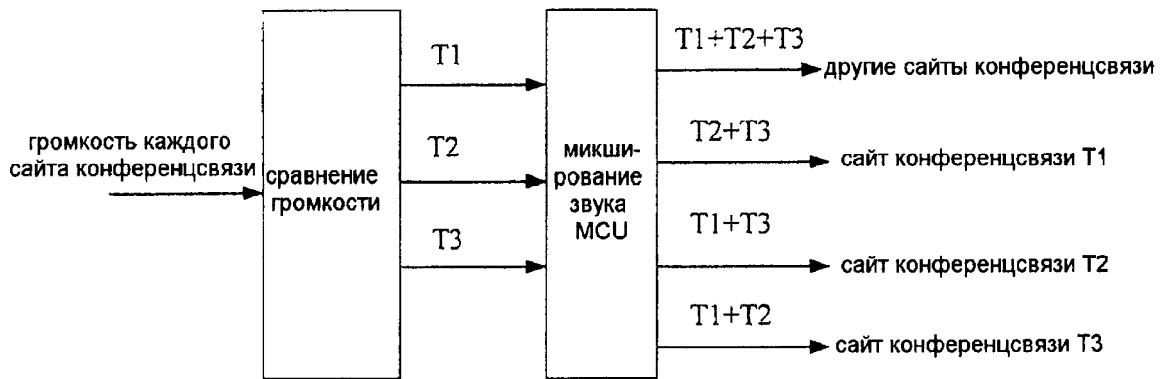 громкость каждого
сайта конференцсвязи
сравнение
громкости
T1
T2
T3
микши-
рование
звука
MCU
T1+T2+T3
другие сайты конференцсвязи
T2+T3
сайт конференцсвязи T1
T1+T3
сайт конференцсвязи T2
T1+T2
сайт конференцсвязи T3